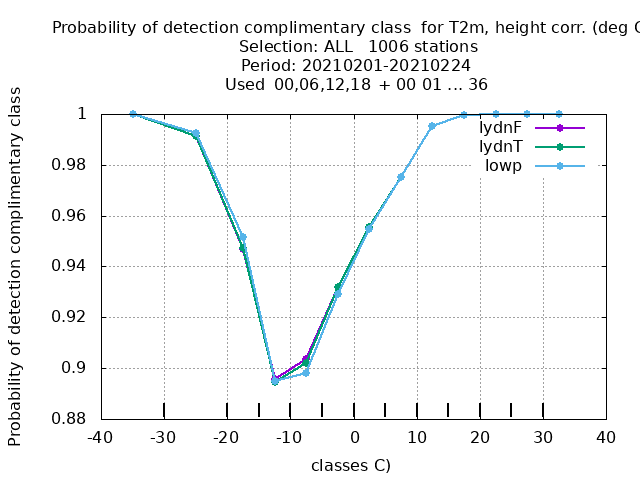 Probability of detection complimentary class for T2m, height corr. (deg C
Selection: ALL 1006 stations
Period: 20210201-20210224
Used 00,06,12,18 + 00 01 ... 36
Probability of detection complimentary class
1
0.98
0.96
0.94
0.92
0.9
0.88
lydnF
lydnT
lowp
-40 -30 -20 -10 0 10 20 30 40
classes C)